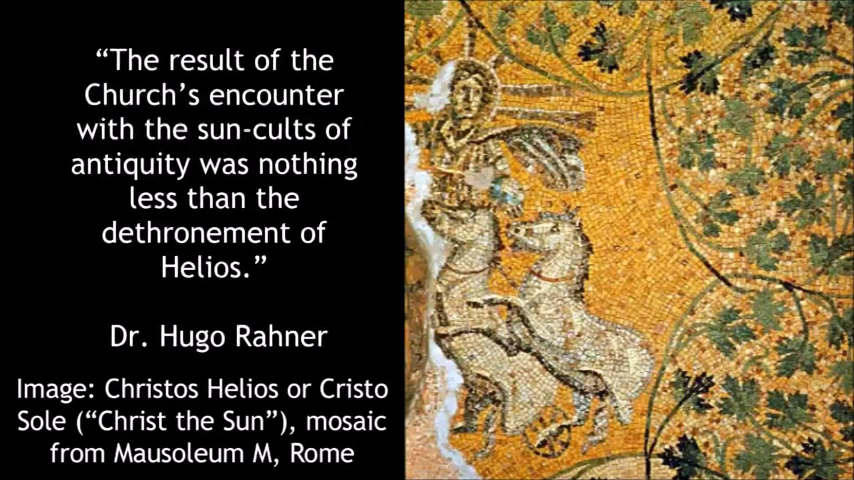 “The result of the
Church’s encounter
with the sun-cults of
antiquity was nothing
less than the
dethronement of
Helios.”
Dr. Hugo Rahner
Image: Christos Helios or Cristo
Sole (“Christ the Sun”), mosaic
from Mausoleum M, Rome